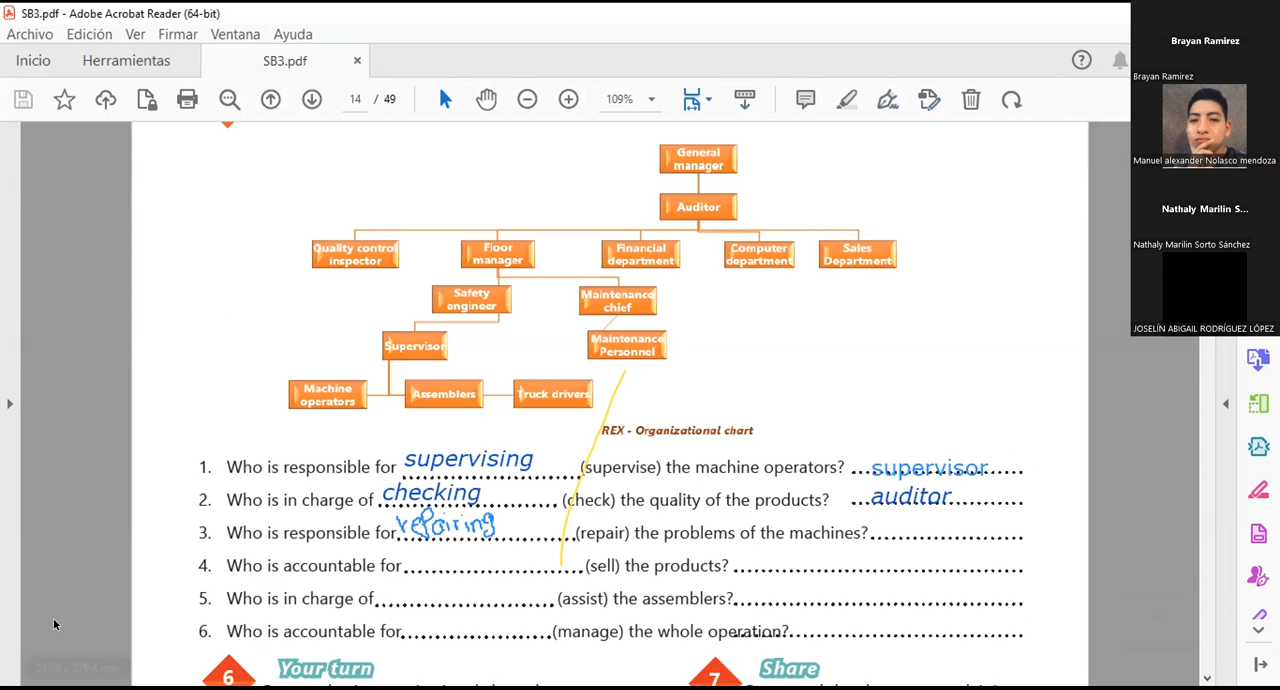 SB3.pdf - Adobe Acrobat Reader (64-bit)
Archivo Edición Ver Firmar Ventana Ayuda
Inicio Herramientas SB3.pdf ×
14 / 49 109%
Brayan Ramirez
Brayan Ramirez
Manuel alexander Nolasco mendoza
Nathaly Marilin S...
Nathaly Marilin Sorto Sánchez
JOSELÍN ABIGAIL RODRÍGUEZ LÓPEZ
General
manager
Auditor
Quality control
inspector
Floor
manager
Financial
department
Computer
department
Sales
Department
Safety
engineer
Maintenance
chief
Supervisor
Maintenance
Personnel
Machine
operators
Assemblers
Truck drivers
REX - Organizational chart
1. Who is responsible for supervising (supervise) the machine operators? supervisor
2. Who is in charge of checking (check) the quality of the products? auditor
3. Who is responsible for repairing (repair) the problems of the machines?
4. Who is accountable for (sell) the products?
5. Who is in charge of (assist) the assemblers?
6. Who is accountable for (manage) the whole operation?
6 Your turn
7 Share